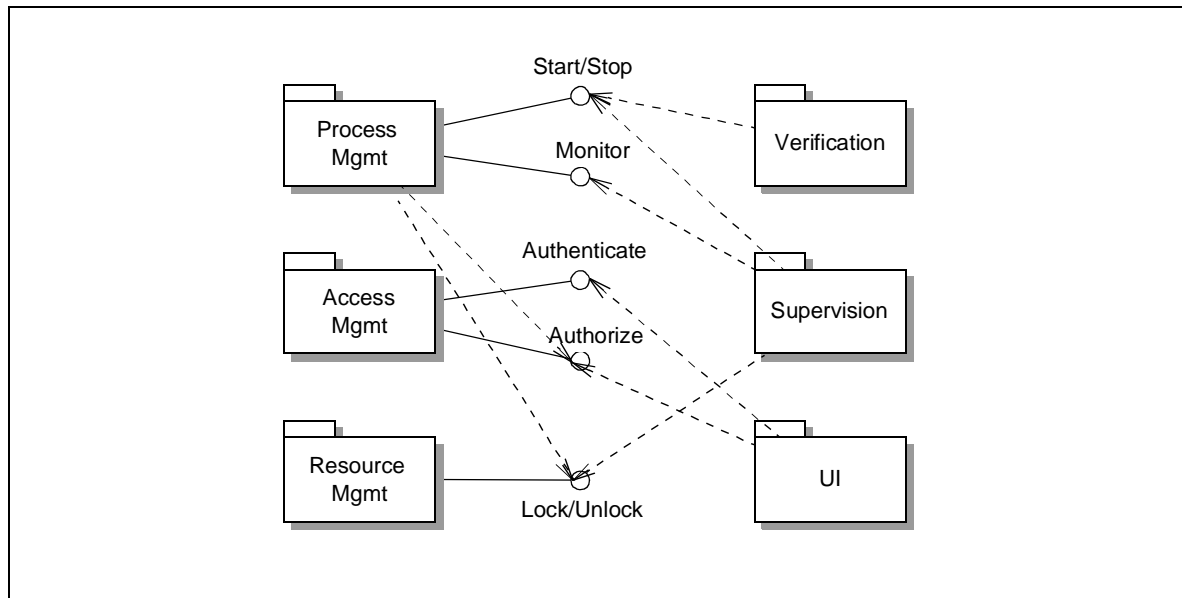 Start/Stop
Process
Mgmt
Verification
Monitor
Authenticate
Access
Mgmt
Supervision
Authorize
Resource
Mgmt
UI
Lock/Unlock